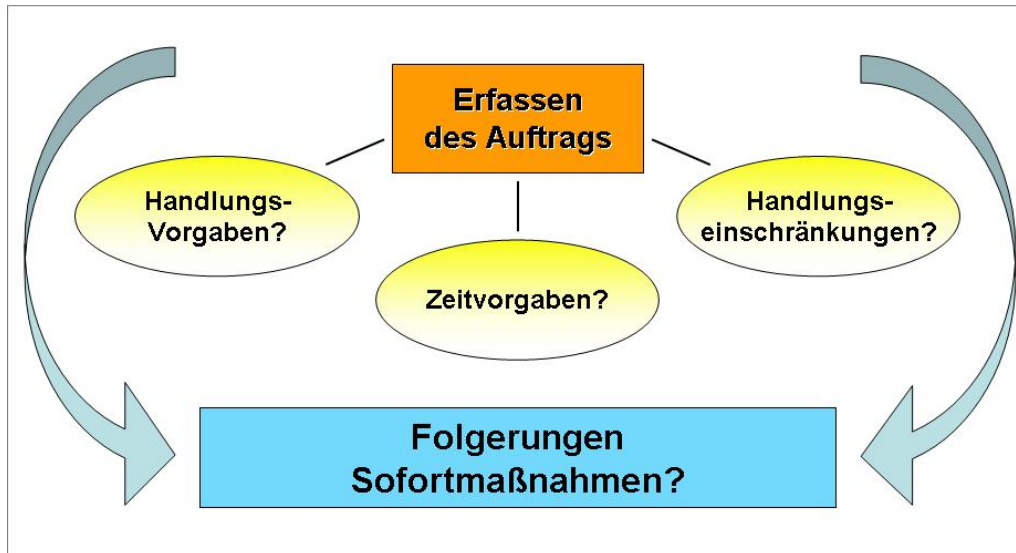 Erfassen
des Auftrags
Handlungs-
Vorgaben?
Handlungs-
einschränkungen?
Zeitvorgaben?
Folgerungen
Sofortmaßnahmen?